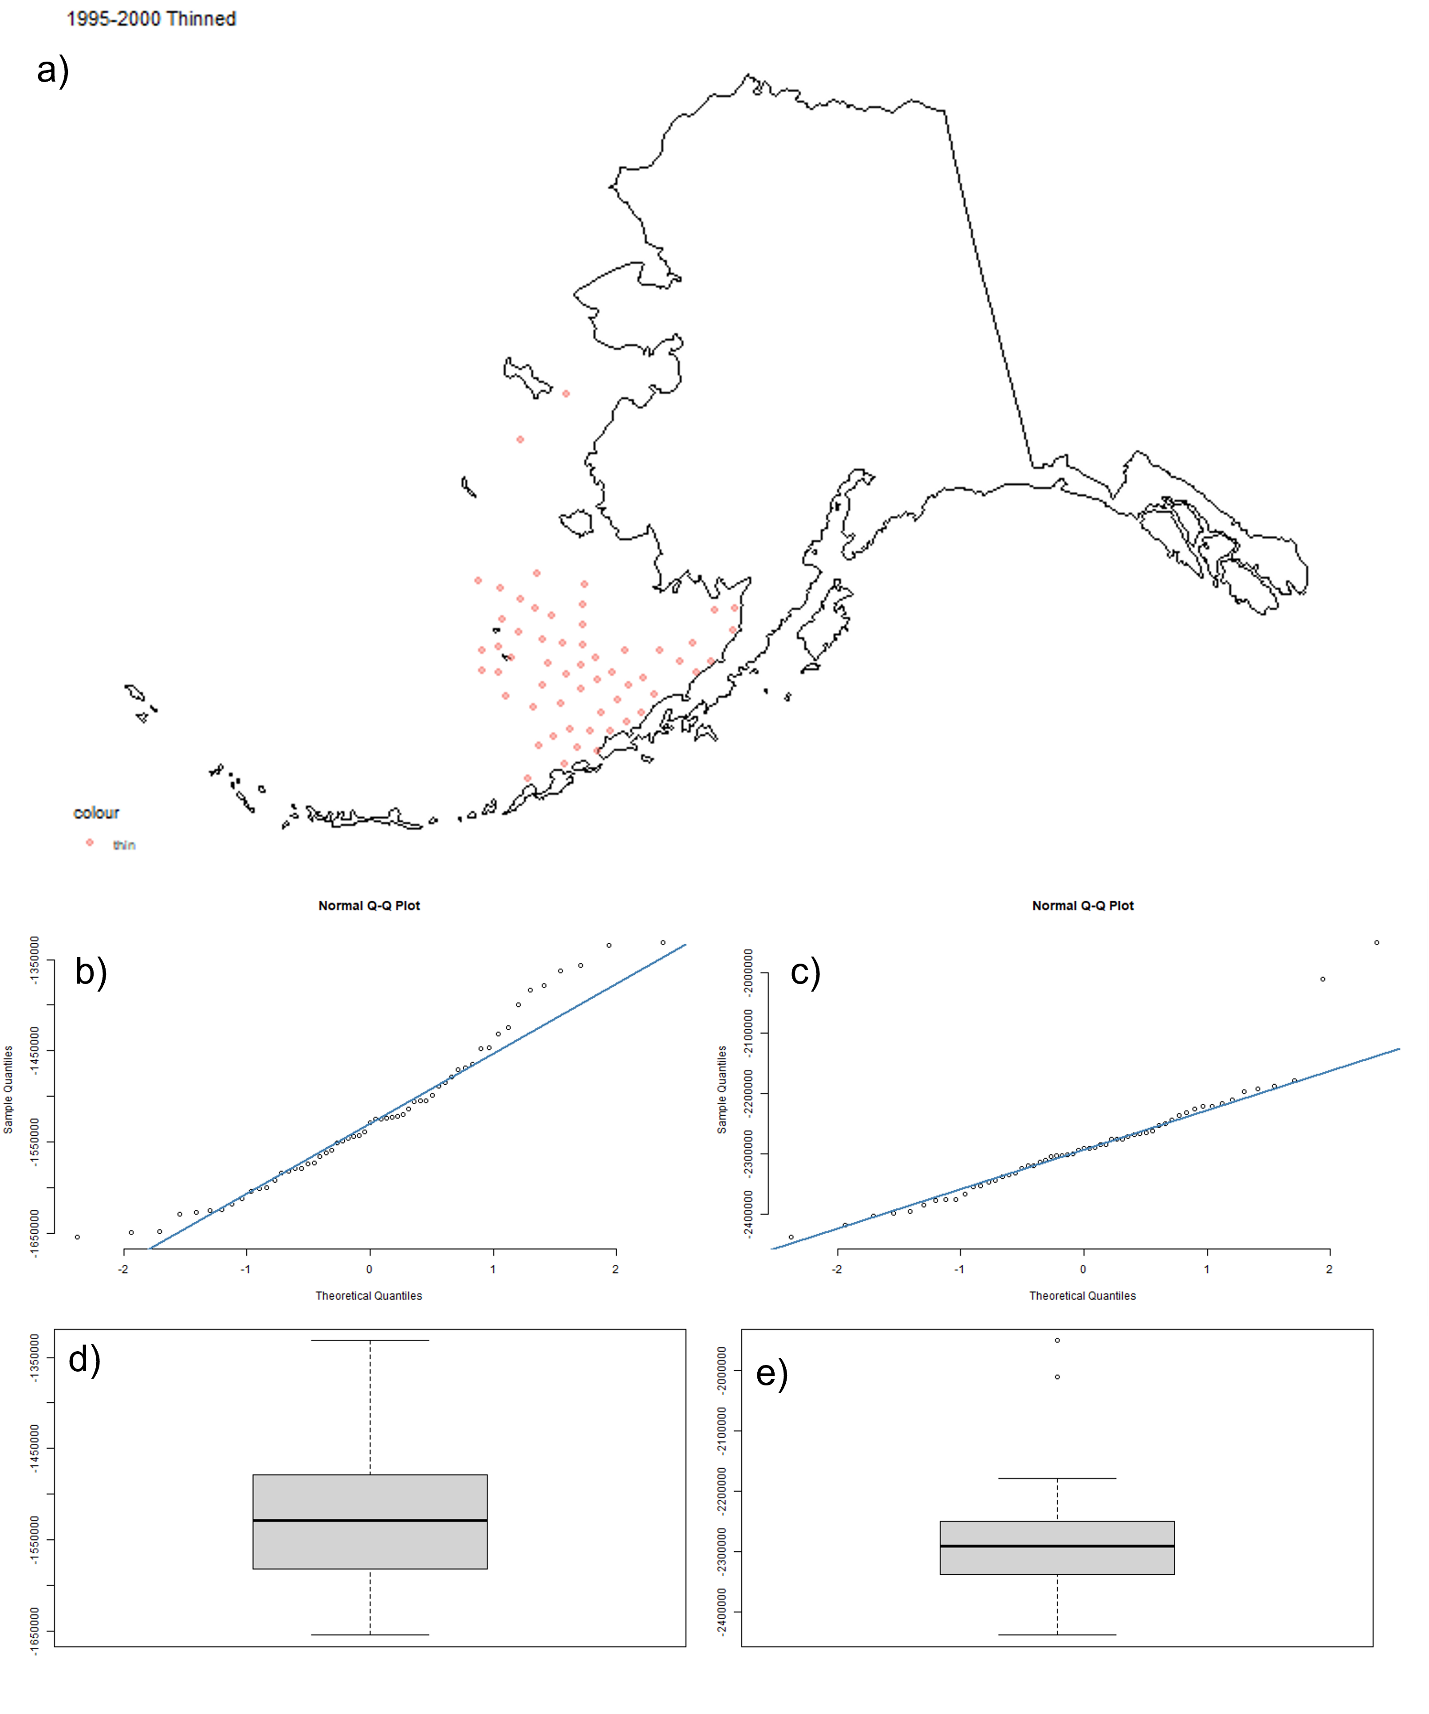 1995-2000 Thinned
a)
colour
thin
Normal Q-Q Plot
b)
Sample Quantiles
-1350000
-1450000
-1550000
-1650000
-2
-1
0
1
2
Theoretical Quantiles
Normal Q-Q Plot
c)
Sample Quantiles
-2000000
-2100000
-2200000
-2300000
-2400000
-2
-1
0
1
2
Theoretical Quantiles
d)
-1350000
-1450000
-1550000
-1650000
e)
-2000000
-2100000
-2200000
-2300000
-2400000